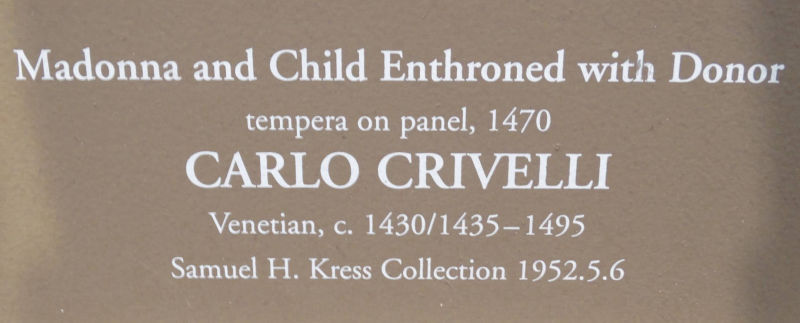 Madonna and Child Enthroned with Donor
tempera on panel, 1470
CARLO CRIVELLI
Venetian, c. 1430/1435–1495
Samuel H. Kress Collection 1952.5.6